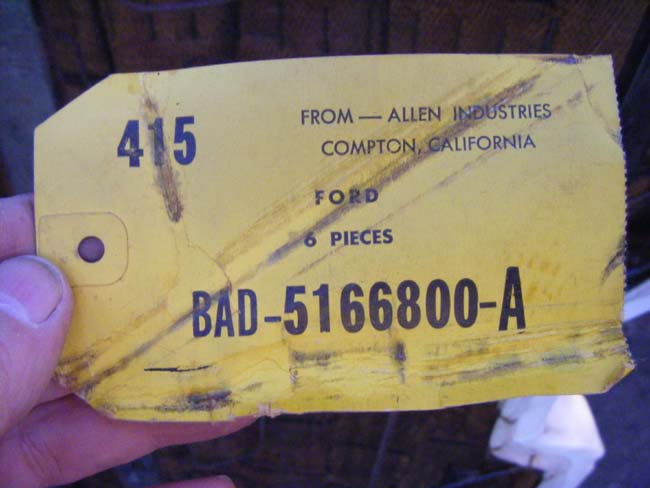 415
FROM — ALLEN INDUSTRIES
COMPTON, CALIFORNIA
FORD
6 PIECES
BAD-5166800-A